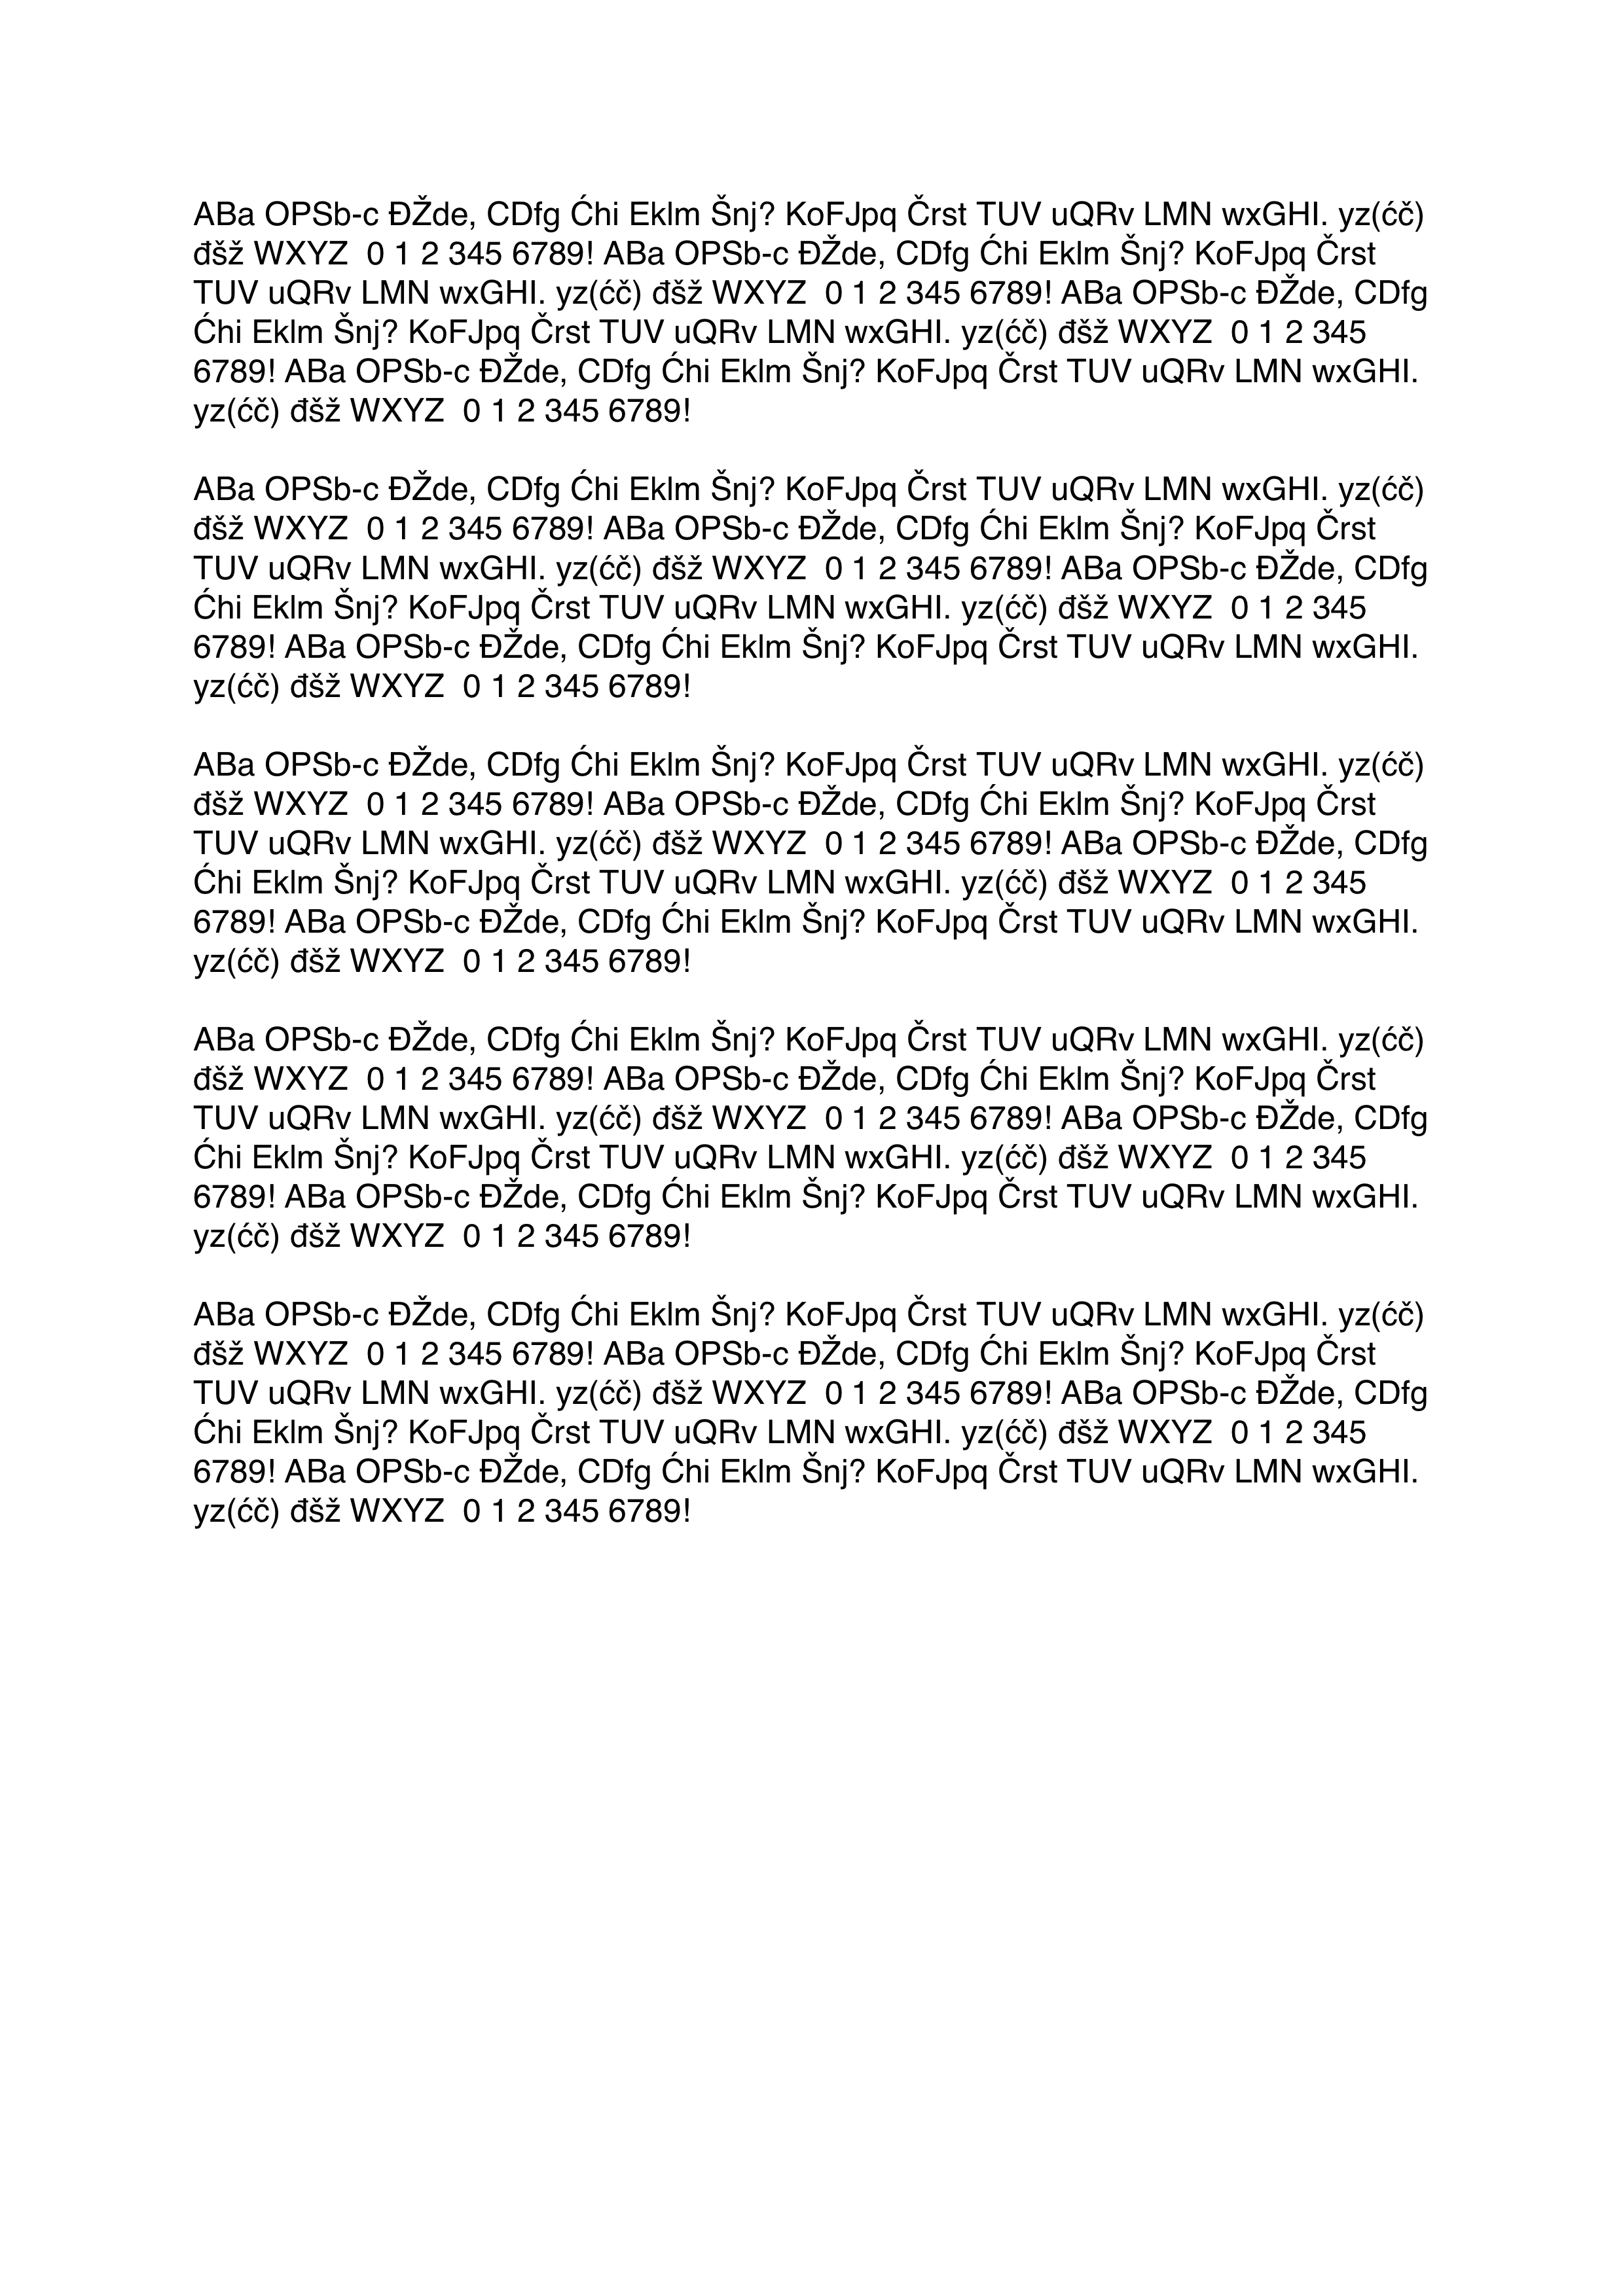 ABa OPSb-c ĐŽde, CDfg Ćhi Eklm Šnj? KoFJpq Črst TUV uQRv LMN wxGHI. yz(ćč)
đšž WXYZ  0 1 2 345 6789! ABa OPSb-c ĐŽde, CDfg Ćhi Eklm Šnj? KoFJpq Črst
TUV uQRv LMN wxGHI. yz(ćč) đšž WXYZ  0 1 2 345 6789! ABa OPSb-c ĐŽde, CDfg
Ćhi Eklm Šnj? KoFJpq Črst TUV uQRv LMN wxGHI. yz(ćč) đšž WXYZ  0 1 2 345
6789! ABa OPSb-c ĐŽde, CDfg Ćhi Eklm Šnj? KoFJpq Črst TUV uQRv LMN wxGHI.
yz(ćč) đšž WXYZ  0 1 2 345 6789!

ABa OPSb-c ĐŽde, CDfg Ćhi Eklm Šnj? KoFJpq Črst TUV uQRv LMN wxGHI. yz(ćč)
đšž WXYZ  0 1 2 345 6789! ABa OPSb-c ĐŽde, CDfg Ćhi Eklm Šnj? KoFJpq Črst
TUV uQRv LMN wxGHI. yz(ćč) đšž WXYZ  0 1 2 345 6789! ABa OPSb-c ĐŽde, CDfg
Ćhi Eklm Šnj? KoFJpq Črst TUV uQRv LMN wxGHI. yz(ćč) đšž WXYZ  0 1 2 345
6789! ABa OPSb-c ĐŽde, CDfg Ćhi Eklm Šnj? KoFJpq Črst TUV uQRv LMN wxGHI.
yz(ćč) đšž WXYZ  0 1 2 345 6789!

ABa OPSb-c ĐŽde, CDfg Ćhi Eklm Šnj? KoFJpq Črst TUV uQRv LMN wxGHI. yz(ćč)
đšž WXYZ  0 1 2 345 6789! ABa OPSb-c ĐŽde, CDfg Ćhi Eklm Šnj? KoFJpq Črst
TUV uQRv LMN wxGHI. yz(ćč) đšž WXYZ  0 1 2 345 6789! ABa OPSb-c ĐŽde, CDfg
Ćhi Eklm Šnj? KoFJpq Črst TUV uQRv LMN wxGHI. yz(ćč) đšž WXYZ  0 1 2 345
6789! ABa OPSb-c ĐŽde, CDfg Ćhi Eklm Šnj? KoFJpq Črst TUV uQRv LMN wxGHI.
yz(ćč) đšž WXYZ  0 1 2 345 6789!

ABa OPSb-c ĐŽde, CDfg Ćhi Eklm Šnj? KoFJpq Črst TUV uQRv LMN wxGHI. yz(ćč)
đšž WXYZ  0 1 2 345 6789! ABa OPSb-c ĐŽde, CDfg Ćhi Eklm Šnj? KoFJpq Črst
TUV uQRv LMN wxGHI. yz(ćč) đšž WXYZ  0 1 2 345 6789! ABa OPSb-c ĐŽde, CDfg
Ćhi Eklm Šnj? KoFJpq Črst TUV uQRv LMN wxGHI. yz(ćč) đšž WXYZ  0 1 2 345
6789! ABa OPSb-c ĐŽde, CDfg Ćhi Eklm Šnj? KoFJpq Črst TUV uQRv LMN wxGHI.
yz(ćč) đšž WXYZ  0 1 2 345 6789!

ABa OPSb-c ĐŽde, CDfg Ćhi Eklm Šnj? KoFJpq Črst TUV uQRv LMN wxGHI. yz(ćč)
đšž WXYZ  0 1 2 345 6789! ABa OPSb-c ĐŽde, CDfg Ćhi Eklm Šnj? KoFJpq Črst
TUV uQRv LMN wxGHI. yz(ćč) đšž WXYZ  0 1 2 345 6789! ABa OPSb-c ĐŽde, CDfg
Ćhi Eklm Šnj? KoFJpq Črst TUV uQRv LMN wxGHI. yz(ćč) đšž WXYZ  0 1 2 345
6789! ABa OPSb-c ĐŽde, CDfg Ćhi Eklm Šnj? KoFJpq Črst TUV uQRv LMN wxGHI.
yz(ćč) đšž WXYZ  0 1 2 345 6789!